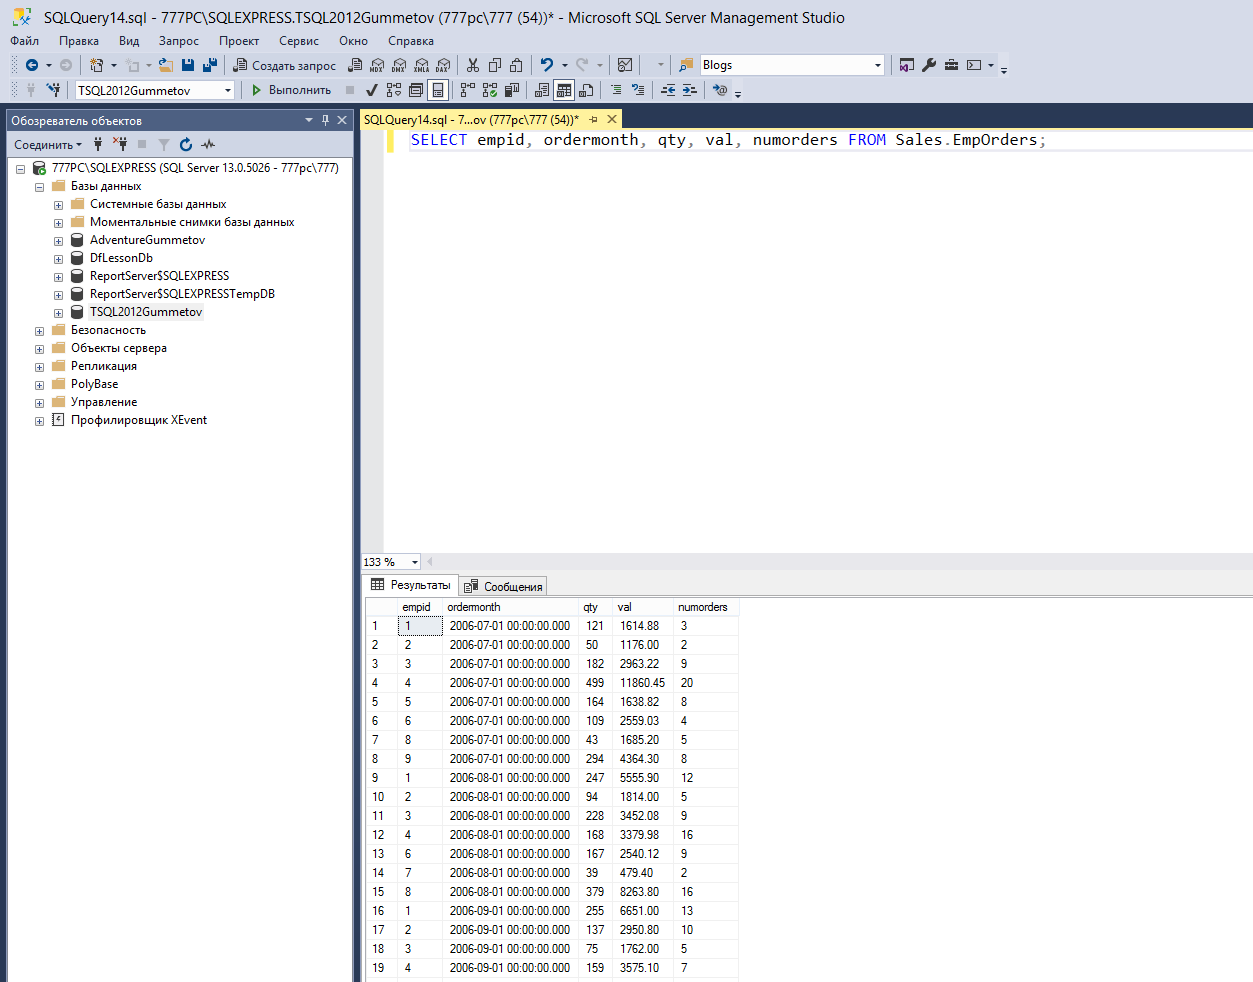 SQLQuery14.sql - 777PC\SQLEXPRESS.TSQL2012Gummetov (777pc\777 (54))* - Microsoft SQL Server Management Studio
Файл Правка Вид Запрос Проект Сервис Окно Справка
Создать запрос MDX DMX XMLA DAX Blogs
TSQL2012Gummetov Выполнить
Обозреватель объектов
Соединить
777PC\SQLEXPRESS (SQL Server 13.0.5026 - 777pc\777)
Базы данных
Системные базы данных
Моментальные снимки базы данных
AdventureGummetov
DfLessonDb
ReportServer$SQLEXPRESS
ReportServer$SQLEXPRESSTempDB
TSQL2012Gummetov
Безопасность
Объекты сервера
Репликация
PolyBase
Управление
Профилировщик XEvent
SQLQuery14.sql - 7...ov (777pc\777 (54))*
SELECT empid, ordermonth, qty, val, numorders FROM Sales.EmpOrders;
133 %
Результаты Сообщения
empid ordermonth qty val numorders
1 1 2006-07-01 00:00:00.000 121 1614.88 3
2 2 2006-07-01 00:00:00.000 50 1176.00 2
3 3 2006-07-01 00:00:00.000 182 2963.22 9
4 4 2006-07-01 00:00:00.000 499 11860.45 20
5 5 2006-07-01 00:00:00.000 164 1638.82 8
6 6 2006-07-01 00:00:00.000 109 2559.03 4
7 8 2006-07-01 00:00:00.000 43 1685.20 5
8 9 2006-07-01 00:00:00.000 294 4364.30 8
9 1 2006-08-01 00:00:00.000 247 5555.90 12
10 2 2006-08-01 00:00:00.000 94 1814.00 5
11 3 2006-08-01 00:00:00.000 228 3452.08 9
12 4 2006-08-01 00:00:00.000 168 3379.98 16
13 6 2006-08-01 00:00:00.000 167 2540.12 9
14 7 2006-08-01 00:00:00.000 39 479.40 2
15 8 2006-08-01 00:00:00.000 379 8263.80 16
16 1 2006-09-01 00:00:00.000 255 6651.00 13
17 2 2006-09-01 00:00:00.000 137 2950.80 10
18 3 2006-09-01 00:00:00.000 75 1762.00 5
19 4 2006-09-01 00:00:00.000 159 3575.10 7